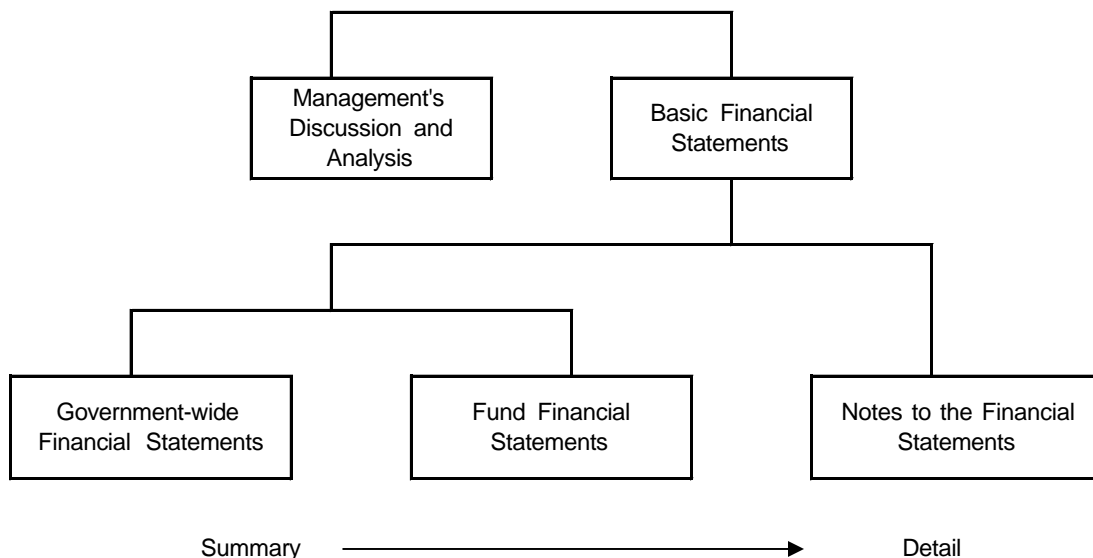 Management's
Discussion and
Analysis
Basic Financial
Statements
Government-wide
Financial Statements
Fund Financial
Statements
Notes to the Financial
Statements
Summary
Detail